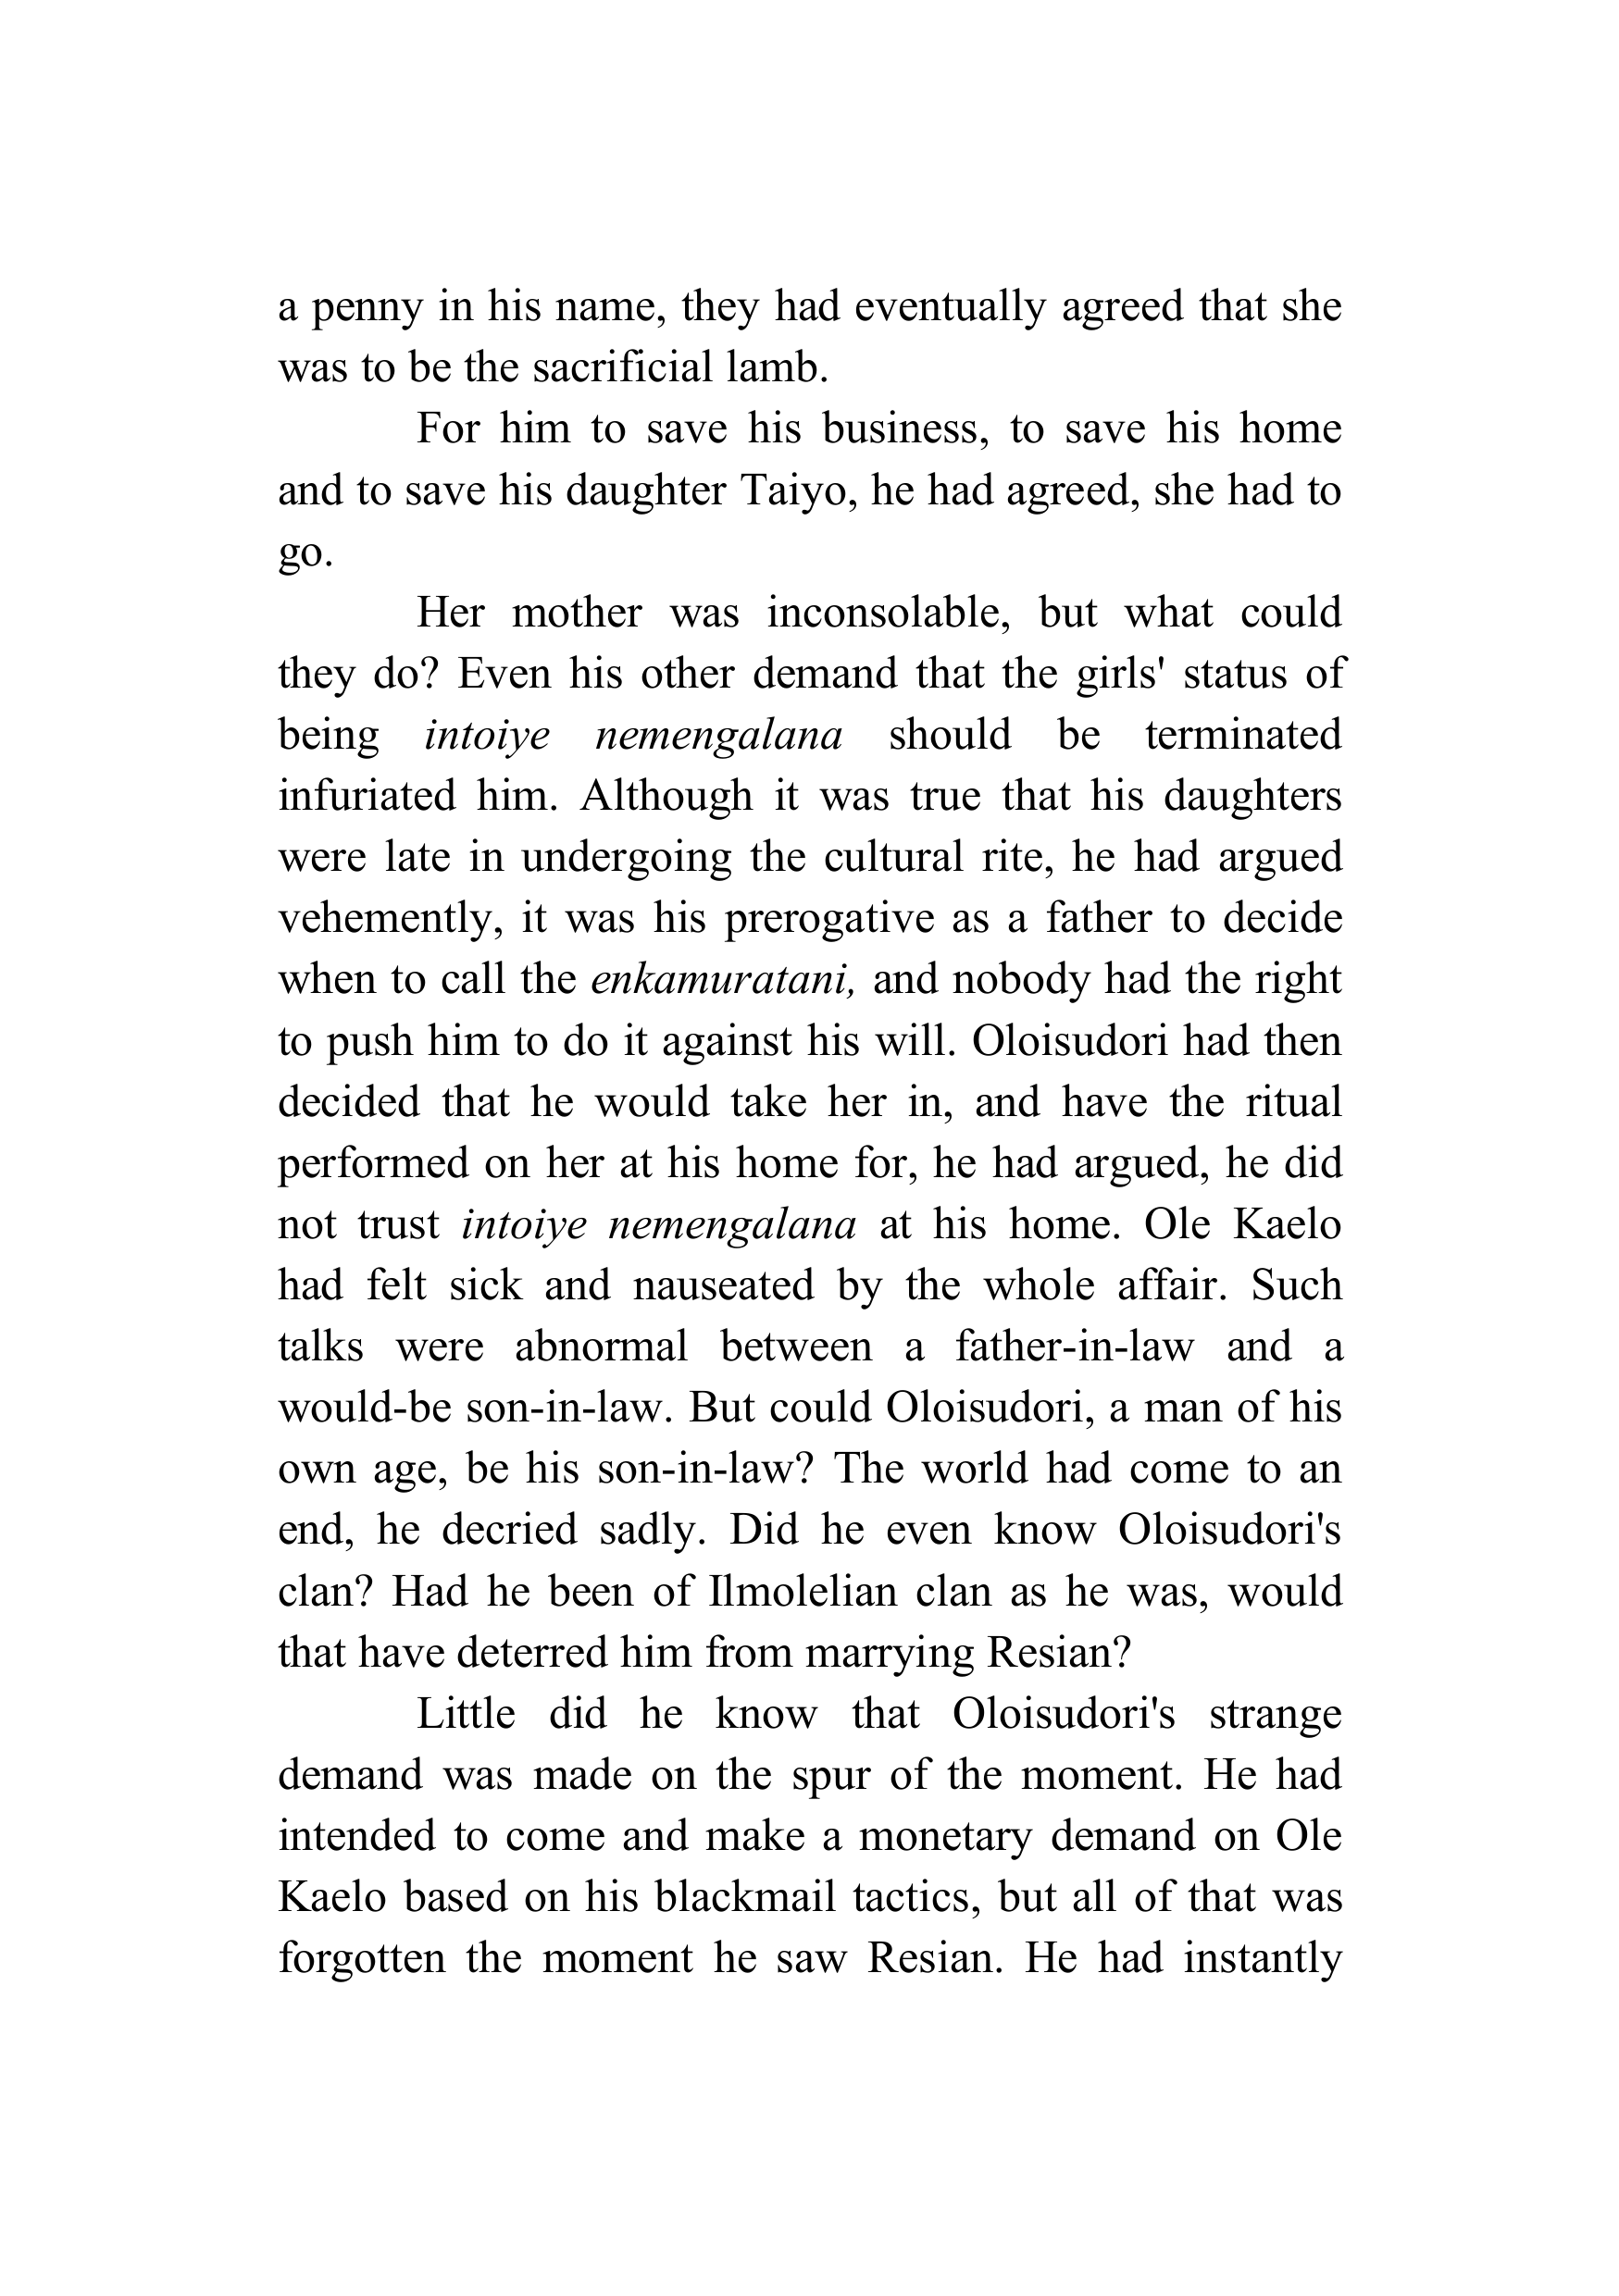 a penny in his name, they had eventually agreed that she
was to be the sacrificial lamb.
For him to save his business, to save his home
and to save his daughter Taiyo, he had agreed, she had to
go.
Her mother was inconsolable, but what could
they do? Even his other demand that the girls' status of
being intoiye nemengalana should be terminated
infuriated him. Although it was true that his daughters
were late in undergoing the cultural rite, he had argued
vehemently, it was his prerogative as a father to decide
when to call the enkamuratani, and nobody had the right
to push him to do it against his will. Oloisudori had then
decided that he would take her in, and have the ritual
performed on her at his home for, he had argued, he did
not trust intoiye nemengalana at his home. Ole Kaelo
had felt sick and nauseated by the whole affair. Such
talks were abnormal between a father-in-law and a
would-be son-in-law. But could Oloisudori, a man of his
own age, be his son-in-law? The world had come to an
end, he decried sadly. Did he even know Oloisudori's
clan? Had he been of Ilmolelian clan as he was, would
that have deterred him from marrying Resian?
Little did he know that Oloisudori's strange
demand was made on the spur of the moment. He had
intended to come and make a monetary demand on Ole
Kaelo based on his blackmail tactics, but all of that was
forgotten the moment he saw Resian. He had instantly